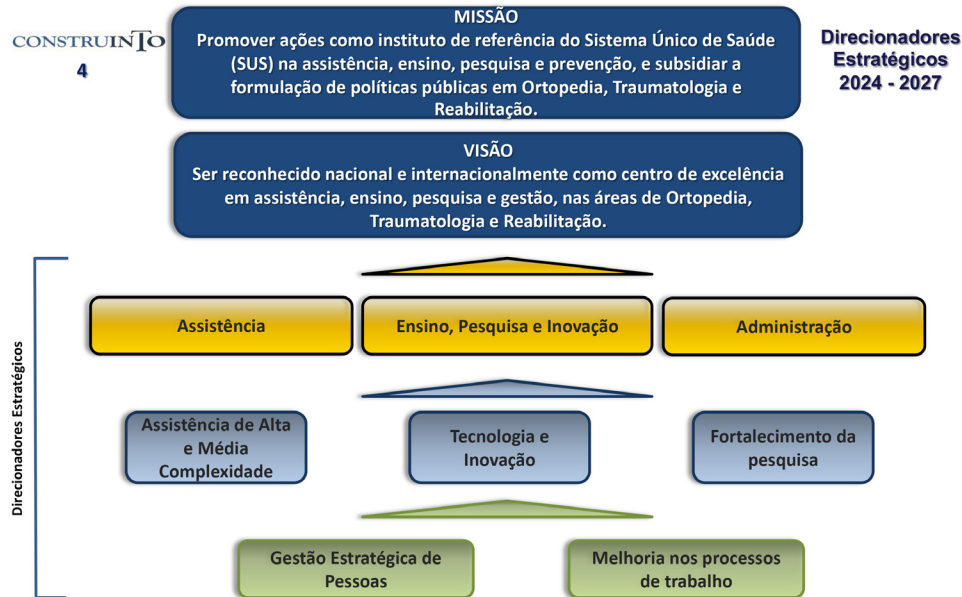 CONSTRUINTO
4
MISSÃO
Promover ações como instituto de referência do Sistema Único de Saúde
(SUS) na assistência, ensino, pesquisa e prevenção, e subsidiar a
formulação de políticas públicas em Ortopedia, Traumatologia e
Reabilitação.
Direcionadores
Estratégicos
2024 - 2027
VISÃO
Ser reconhecido nacional e internacionalmente como centro de excelência
em assistência, ensino, pesquisa e gestão, nas áreas de Ortopedia,
Traumatologia e Reabilitação.
Direcionadores Estratégicos
Assistência
Ensino, Pesquisa e Inovação
Administração
Assistência de Alta
e Média
Complexidade
Tecnologia e
Inovação
Fortalecimento da
pesquisa
Gestão Estratégica de
Pessoas
Melhoria nos processos
de trabalho